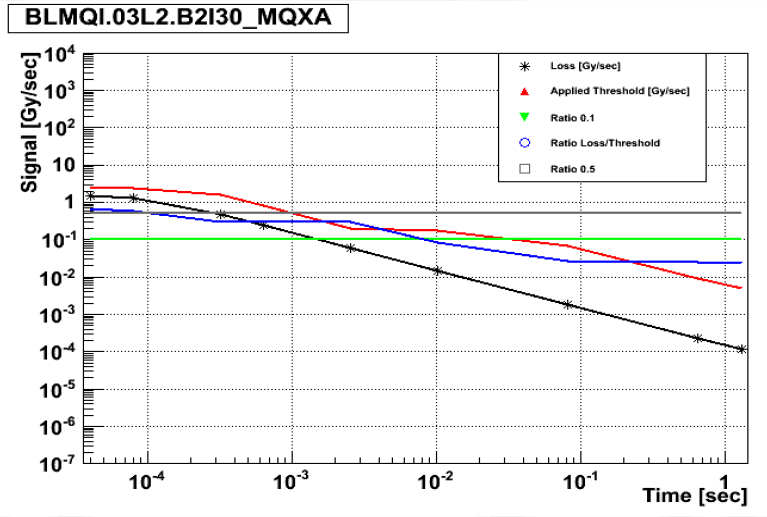 BLMQI.03L2.B2I30_MQXA
Signal [Gy/sec]
10^4
10^3
10^2
10
1
10^-1
10^-2
10^-3
10^-4
10^-5
10^-6
10^-7
Loss [Gy/sec]
Applied Threshold [Gy/sec]
Ratio 0.1
Ratio Loss/Threshold
Ratio 0.5
10^-4 10^-3 10^-2 10^-1 1
Time [sec]